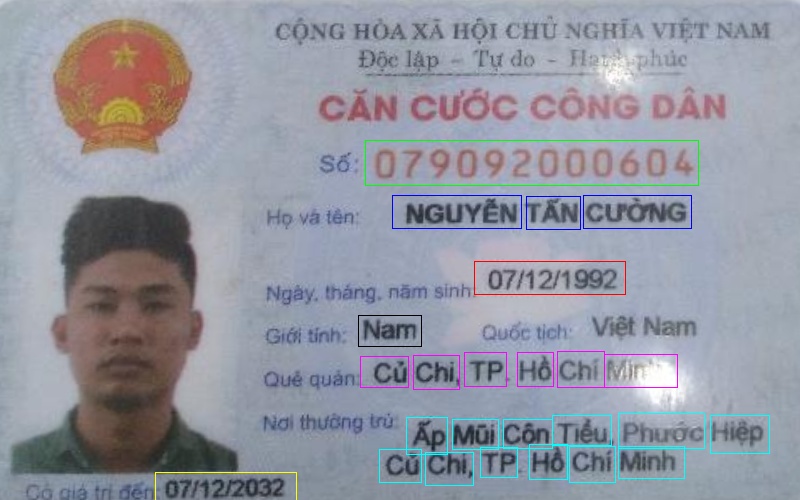 CỘNG HÒA XÃ HỘI CHỦ NGHĨA VIỆT NAM
Độc lập – Tự do – Hạnh phúc
CĂN CƯỚC CÔNG DÂN
Số: 079092000604
Họ và tên: NGUYỄN TẤN CƯỜNG
Ngày, tháng, năm sinh: 07/12/1992
Giới tính: Nam Quốc tịch: Việt Nam
Quê quán: Củ Chi, TP. Hồ Chí Minh
Nơi thường trú: Ấp Mũi Côn Tiểu, Phước Hiệp
Củ Chi, TP. Hồ Chí Minh
Có giá trị đến: 07/12/2032